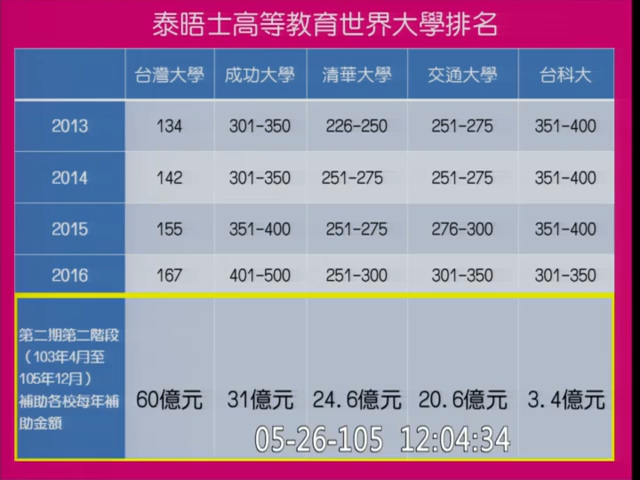 泰晤士高等教育世界大學排名
台灣大學 成功大學 清華大學 交通大學 台科大
2013 134 301-350 226-250 251-275 351-400
2014 142 301-350 251-275 251-275 351-400
2015 155 351-400 251-275 276-300 351-400
2016 167 401-500 251-300 301-350 301-350
第二期第二階段
（103年4月至
105年12月）
補助各校每年補
助金額
60億元 31億元 24.6億元 20.6億元 3.4億元
05-26-105 12:04:34